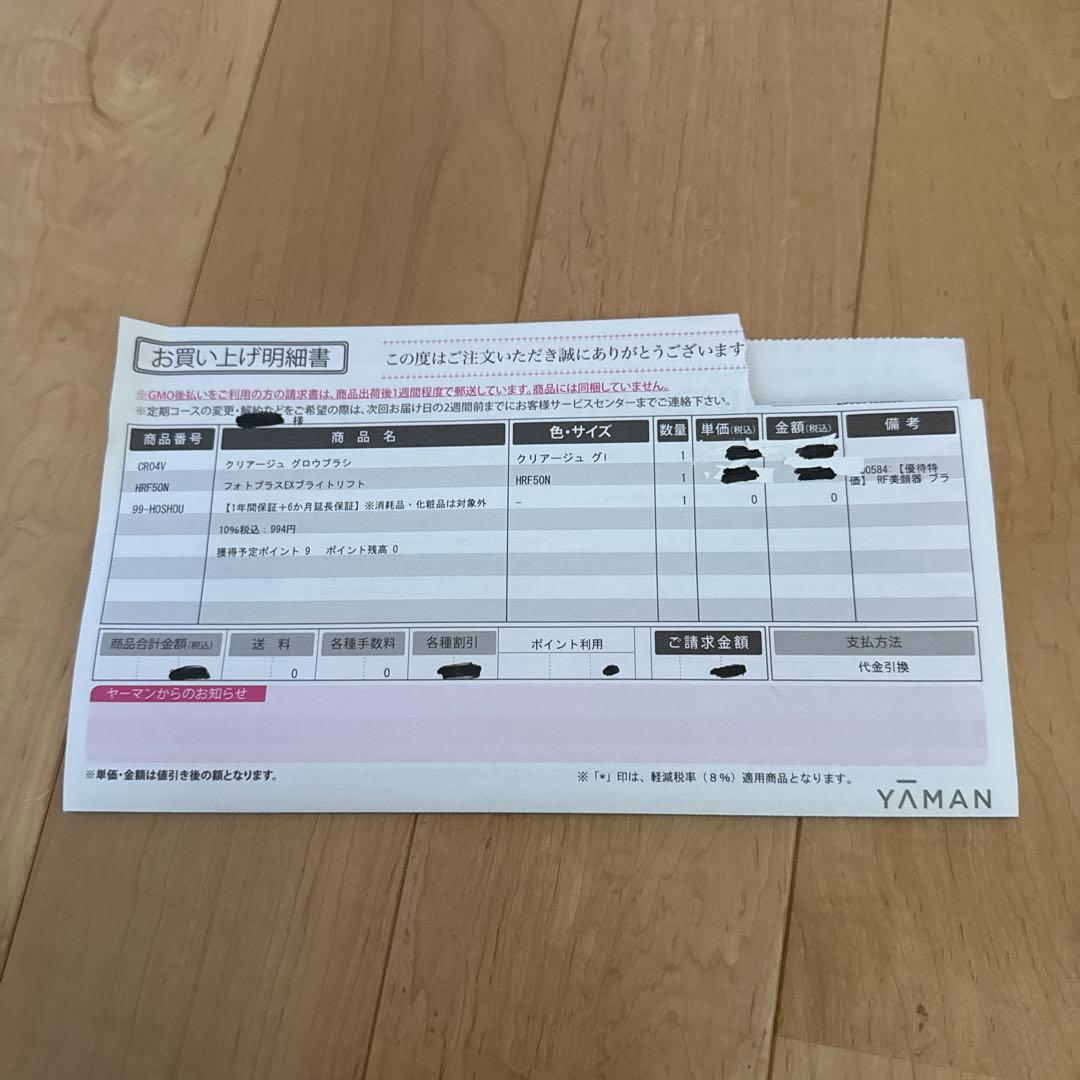 お買い上げ明細書
この度はご注文いただき誠にありがとうございます
※GMO後払いをご利用の方の請求書は、商品出荷後1週間程度で郵送しています。商品には同梱していません。
※定期コースの変更・解約などをご希望の際は、次回お届け日の2週間前までにお客様サービスセンターまでご連絡下さい。
様
商品番号 商品名 色・サイズ 数量 単価(税込) 金額(税込) 備考
CR04V クリアージュ グロウブラシ クリアージュ グl 1
HRF50N フォトプラスEXブライトリフト HRF50N 1 00584:【優待特
価】 RF美顔器 ブラ
99-HOSHOU 【1年間保証+6か月延長保証】※消耗品・化粧品は対象外 - 1 0 0
10%税込:994円
獲得予定ポイント 9 ポイント残高 0
商品合計金額(税込) 送料 各種手数料 各種割引 ポイント利用 ご請求金額 支払方法
0 0 代金引換
ヤーマンからのお知らせ
※単価・金額は値引き後の額となります。
※「*」印は、軽減税率(8%)適用商品となります。
YĀMAN